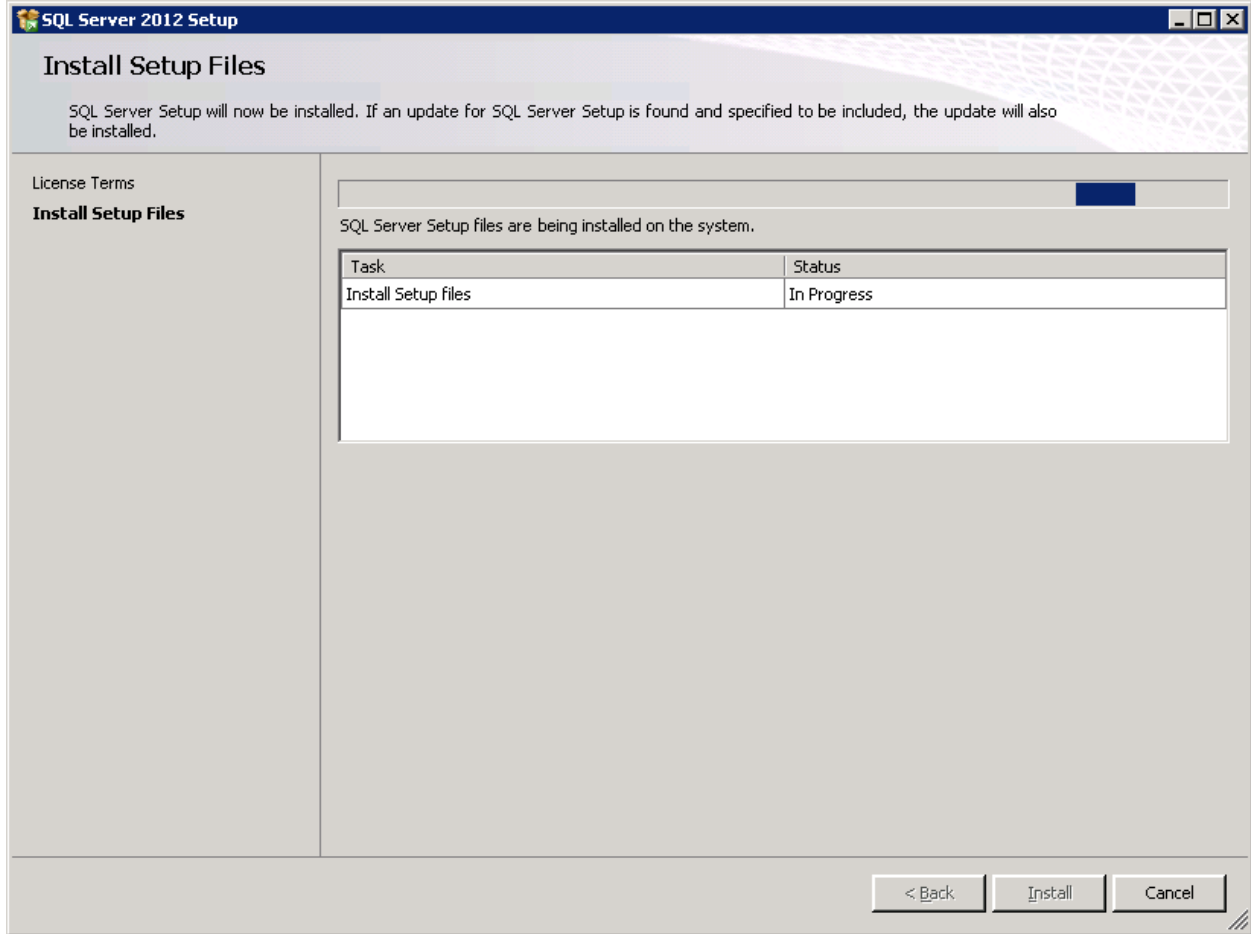 SQL Server 2012 Setup
Install Setup Files
SQL Server Setup will now be installed. If an update for SQL Server Setup is found and specified to be included, the update will also
be installed.
License Terms
Install Setup Files
SQL Server Setup files are being installed on the system.
Task Status
Install Setup files In Progress
< Back Install Cancel